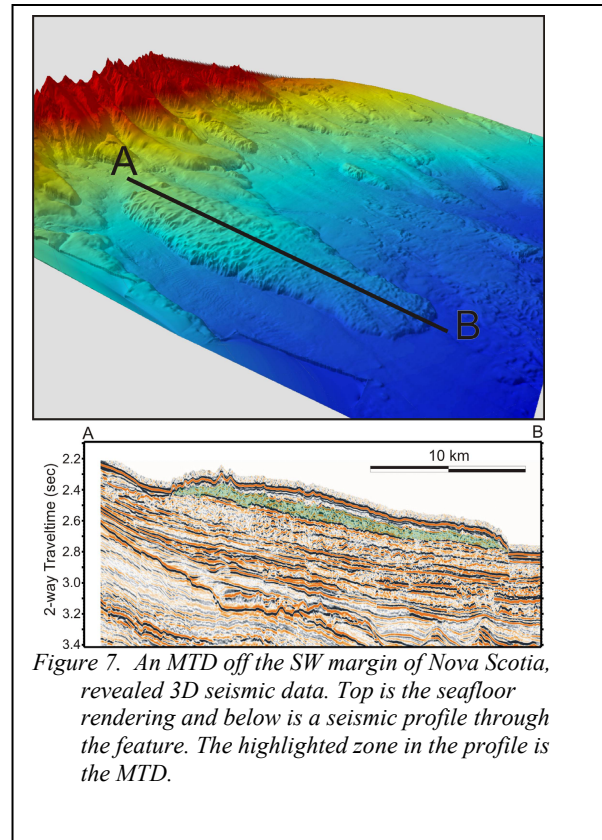 A
B
A
B
10 km
2-way Traveltime (sec)
2.2
2.4
2.6
2.8
3.0
3.2
3.4
Figure 7. An MTD off the SW margin of Nova Scotia,
revealed 3D seismic data. Top is the seafloor
rendering and below is a seismic profile through
the feature. The highlighted zone in the profile is
the MTD.